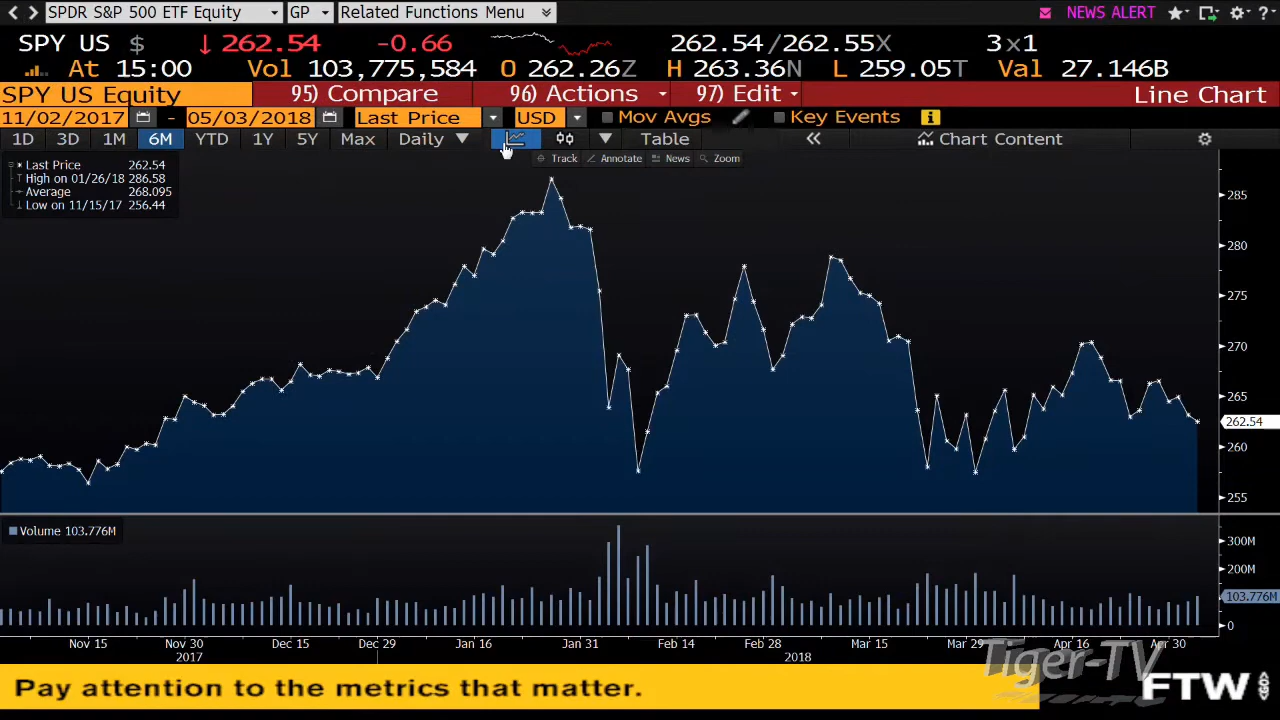 SPDR S&P 500 ETF Equity GP Related Functions Menu NEWS ALERT ?
SPY US $ ↓ 262.54 -0.66 262.54/262.55X 3x1
At 15:00 Vol 103,775,584 O 262.26Z H 263.36N L 259.05T Val 27.146B
SPY US Equity 95) Compare 96) Actions 97) Edit Line Chart
11/02/2017 - 05/03/2018 Last Price USD Mov Avgs Key Events i
1D 3D 1M 6M YTD 1Y 5Y Max Daily Table « Chart Content
Track Annotate News Zoom
Last Price 262.54
High on 01/26/18 286.58
Average 268.095
Low on 11/15/17 256.44
285
280
275
270
265
262.54
260
255
Volume 103.776M
300M
200M
103.776M
0
Nov 15 Nov 30 Dec 15 Dec 29 Jan 16 Jan 31 Feb 14 Feb 28 Mar 15 Mar 29 Apr 16 Apr 30
2017 2018
Tiger-TV
Pay attention to the metrics that matter.
FTW